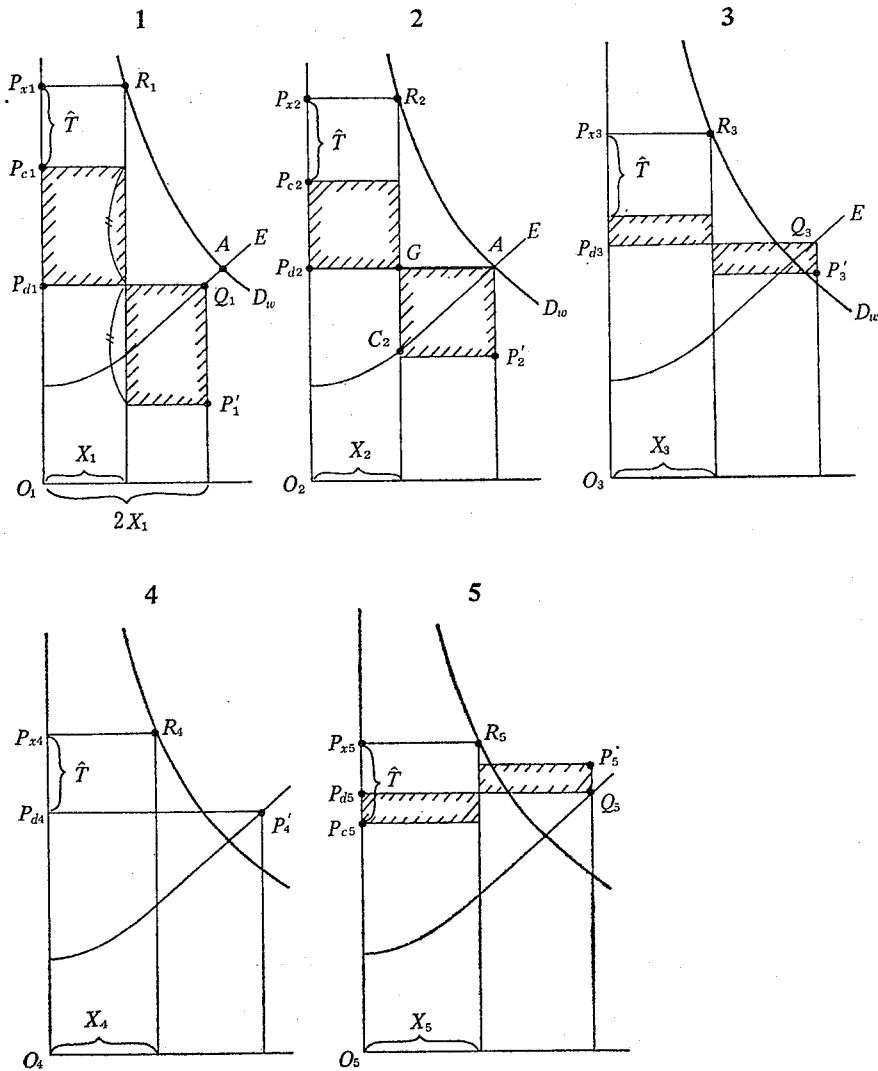 1
P_x1 R_1
T̂
P_c1
A E
P_d1 Q_1 D_w
P_1'
X_1
O_1
2X_1
2
P_x2 R_2
T̂
P_c2
P_d2 G A E
D_w
C_2 P_2'
X_2
O_2
3
P_x3 R_3
T̂
Q_3 E
P_d3 P_3'
D_w
X_3
O_3
4
P_x4 R_4
T̂
P_d4 P_4'
X_4
O_4
5
P_x5 R_5
T̂ P_5'
P_d5 Q_5
P_c5
X_5
O_5